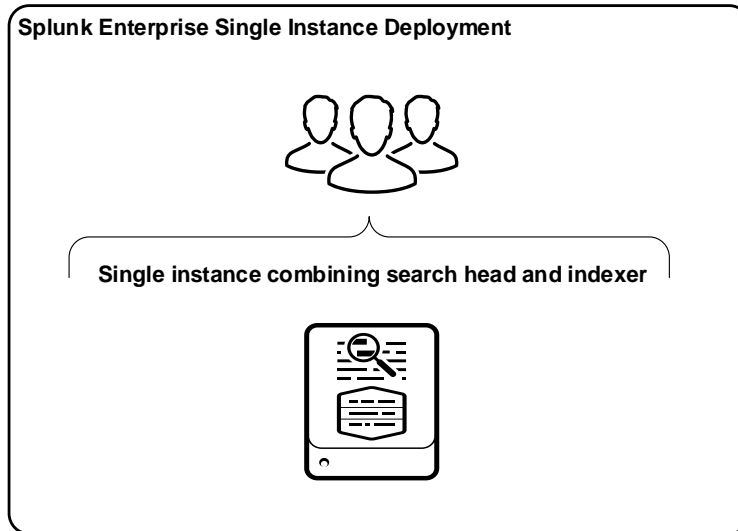 Splunk Enterprise Single Instance Deployment
Single instance combining search head and indexer